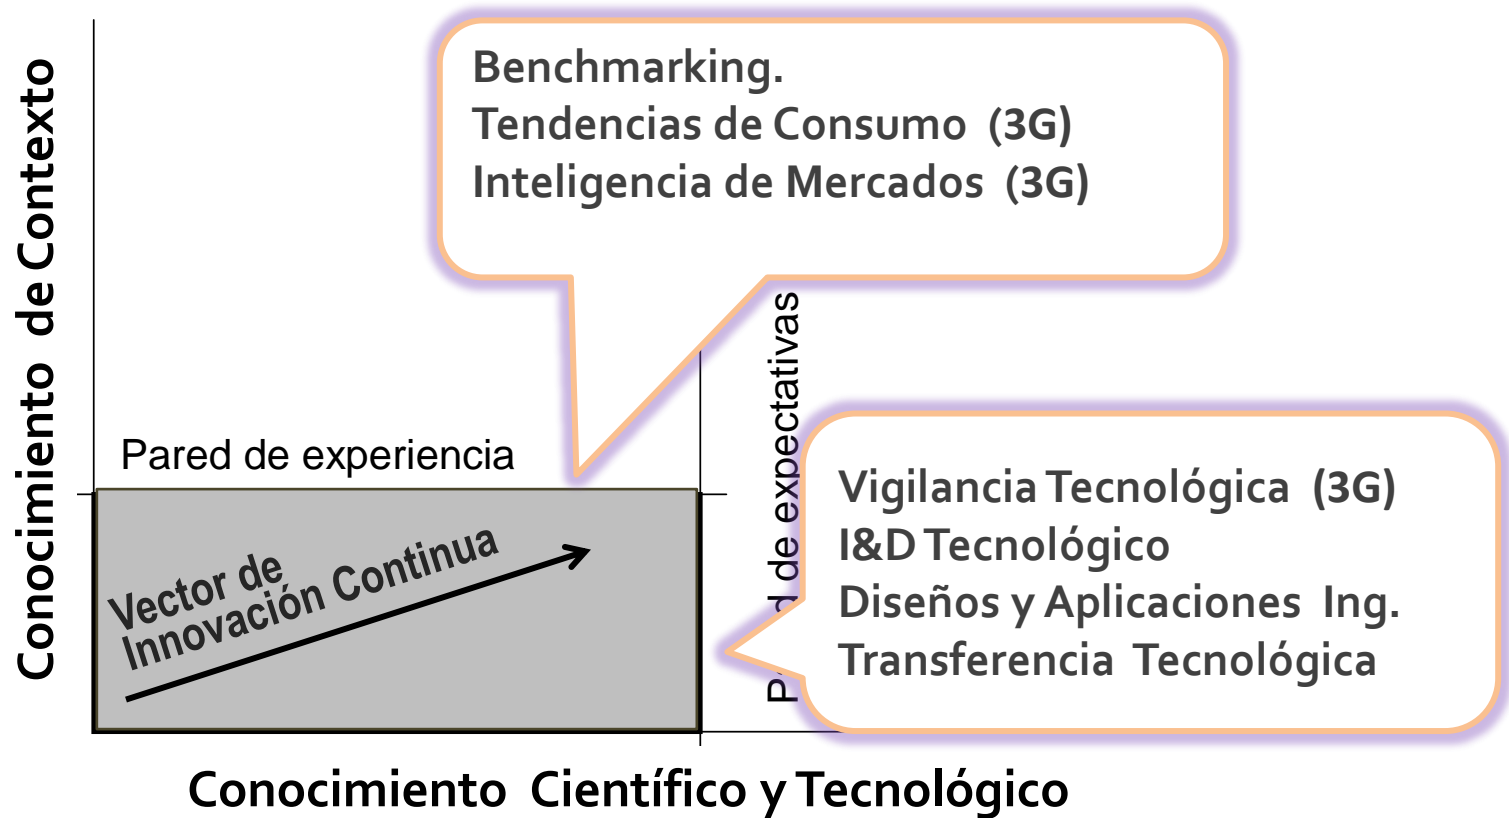 Conocimiento de Contexto
Benchmarking.
Tendencias de Consumo (3G)
Inteligencia de Mercados (3G)
Pared de experiencia
de expectativas
Vector de
Innovación Continua
Vigilancia Tecnológica (3G)
I&D Tecnológico
Diseños y Aplicaciones Ing.
Transferencia Tecnológica
Conocimiento Científico y Tecnológico